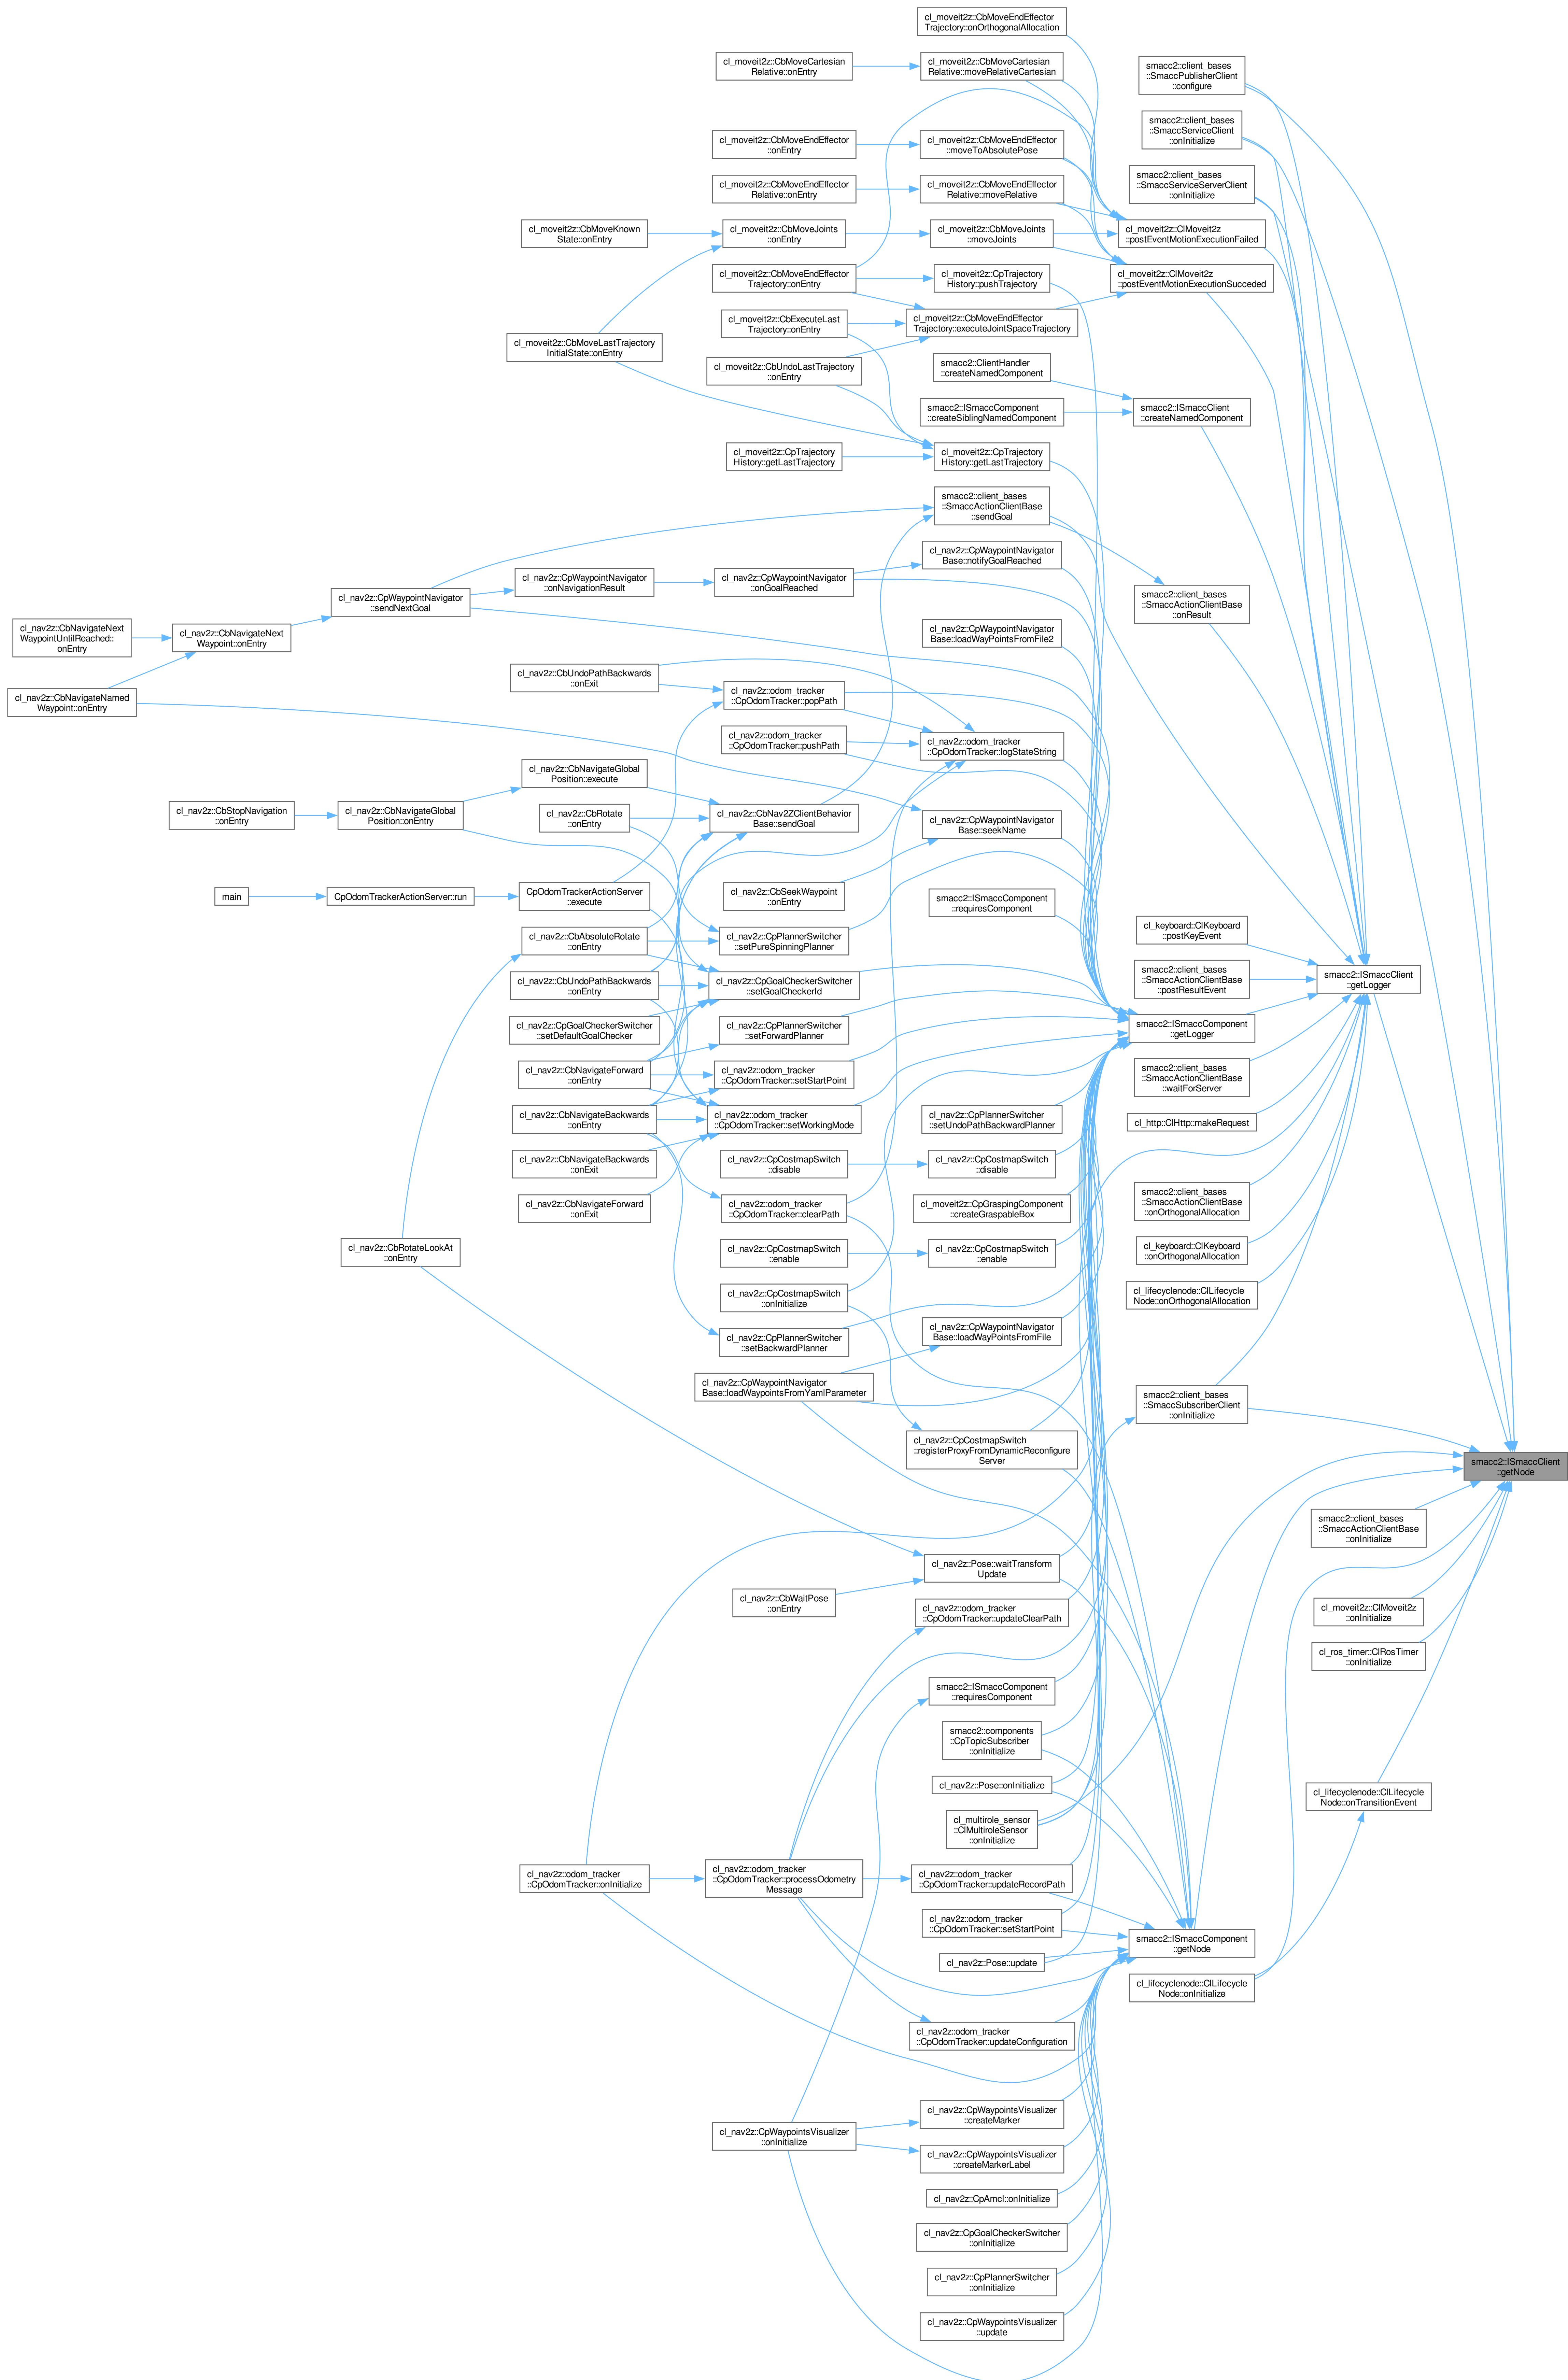 cl_moveit2z::CbMoveEndEffector
Trajectory::onOrthogonalAllocation
cl_moveit2z::CbMoveCartesian
Relative::onEntry
cl_moveit2z::CbMoveCartesian
Relative::moveRelativeCartesian
smacc2::client_bases
::SmaccPublisherClient
::configure
smacc2::client_bases
::SmaccServiceClient
::onInitialize
cl_moveit2z::CbMoveEndEffector
::onEntry
cl_moveit2z::CbMoveEndEffector
::moveToAbsolutePose
smacc2::client_bases
::SmaccServiceServerClient
::onInitialize
cl_moveit2z::CbMoveEndEffector
Relative::onEntry
cl_moveit2z::CbMoveEndEffector
Relative::moveRelative
cl_moveit2z::CbMoveKnown
State::onEntry
cl_moveit2z::CbMoveJoints
::onEntry
cl_moveit2z::CbMoveJoints
::moveJoints
cl_moveit2z::ClMoveit2z
::postEventMotionExecutionFailed
cl_moveit2z::CbMoveEndEffector
Trajectory::onEntry
cl_moveit2z::CpTrajectory
History::pushTrajectory
cl_moveit2z::ClMoveit2z
::postEventMotionExecutionSucceded
cl_moveit2z::CbExecuteLast
Trajectory::onEntry
cl_moveit2z::CbMoveEndEffector
Trajectory::executeJointSpaceTrajectory
cl_moveit2z::CbMoveLastTrajectory
InitialState::onEntry
cl_moveit2z::CbUndoLastTrajectory
::onEntry
smacc2::ClientHandler
::createNamedComponent
smacc2::ISmaccComponent
::createSiblingNamedComponent
smacc2::ISmaccClient
::createNamedComponent
cl_moveit2z::CpTrajectory
History::getLastTrajectory
cl_moveit2z::CpTrajectory
History::getLastTrajectory
smacc2::client_bases
::SmaccActionClientBase
::sendGoal
cl_nav2z::CpWaypointNavigator
Base::notifyGoalReached
cl_nav2z::CpWaypointNavigator
::sendNextGoal
cl_nav2z::CpWaypointNavigator
::onNavigationResult
cl_nav2z::CpWaypointNavigator
::onGoalReached
smacc2::client_bases
::SmaccActionClientBase
::onResult
cl_nav2z::CbNavigateNext
WaypointUntilReached::
onEntry
cl_nav2z::CbNavigateNext
Waypoint::onEntry
cl_nav2z::CpWaypointNavigator
Base::loadWayPointsFromFile2
cl_nav2z::CbUndoPathBackwards
::onExit
cl_nav2z::CbNavigateNamed
Waypoint::onEntry
cl_nav2z::odom_tracker
::CpOdomTracker::popPath
cl_nav2z::odom_tracker
::CpOdomTracker::pushPath
cl_nav2z::odom_tracker
::CpOdomTracker::logStateString
cl_nav2z::CbNavigateGlobal
Position::execute
cl_nav2z::CbStopNavigation
::onEntry
cl_nav2z::CbNavigateGlobal
Position::onEntry
cl_nav2z::CbRotate
::onEntry
cl_nav2z::CbNav2ZClientBehavior
Base::sendGoal
cl_nav2z::CpWaypointNavigator
Base::seekName
cl_nav2z::CbSeekWaypoint
::onEntry
main
CpOdomTrackerActionServer::run
CpOdomTrackerActionServer
::execute
smacc2::ISmaccComponent
::requiresComponent
cl_nav2z::CbAbsoluteRotate
::onEntry
cl_nav2z::CpPlannerSwitcher
::setPureSpinningPlanner
cl_keyboard::ClKeyboard
::postKeyEvent
smacc2::client_bases
::SmaccActionClientBase
::postResultEvent
smacc2::ISmaccClient
::getLogger
cl_nav2z::CbUndoPathBackwards
::onEntry
cl_nav2z::CpGoalCheckerSwitcher
::setGoalCheckerId
cl_nav2z::CpGoalCheckerSwitcher
::setDefaultGoalChecker
cl_nav2z::CpPlannerSwitcher
::setForwardPlanner
smacc2::ISmaccComponent
::getLogger
cl_nav2z::CbNavigateForward
::onEntry
cl_nav2z::odom_tracker
::CpOdomTracker::setStartPoint
smacc2::client_bases
::SmaccActionClientBase
::waitForServer
cl_nav2z::CbNavigateBackwards
::onEntry
cl_nav2z::odom_tracker
::CpOdomTracker::setWorkingMode
cl_nav2z::CpPlannerSwitcher
::setUndoPathBackwardPlanner
cl_http::ClHttp::makeRequest
cl_nav2z::CbNavigateBackwards
::onExit
cl_nav2z::CpCostmapSwitch
::disable
cl_nav2z::CpCostmapSwitch
::disable
cl_nav2z::CbNavigateForward
::onExit
cl_nav2z::odom_tracker
::CpOdomTracker::clearPath
cl_moveit2z::CpGraspingComponent
::createGraspableBox
smacc2::client_bases
::SmaccActionClientBase
::onOrthogonalAllocation
cl_nav2z::CbRotateLookAt
::onEntry
cl_nav2z::CpCostmapSwitch
::enable
cl_nav2z::CpCostmapSwitch
::enable
cl_keyboard::ClKeyboard
::onOrthogonalAllocation
cl_nav2z::CpCostmapSwitch
::onInitialize
cl_lifecyclenode::ClLifecycle
Node::onOrthogonalAllocation
cl_nav2z::CpPlannerSwitcher
::setBackwardPlanner
cl_nav2z::CpWaypointNavigator
Base::loadWayPointsFromFile
cl_nav2z::CpWaypointNavigator
Base::loadWaypointsFromYamlParameter
smacc2::client_bases
::SmaccSubscriberClient
::onInitialize
cl_nav2z::CpCostmapSwitch
::registerProxyFromDynamicReconfigure
Server
smacc2::ISmaccClient
::getNode
smacc2::client_bases
::SmaccActionClientBase
::onInitialize
cl_nav2z::Pose::waitTransform
Update
cl_nav2z::CbWaitPose
::onEntry
cl_nav2z::odom_tracker
::CpOdomTracker::updateClearPath
cl_moveit2z::ClMoveit2z
::onInitialize
cl_ros_timer::ClRosTimer
::onInitialize
smacc2::ISmaccComponent
::requiresComponent
smacc2::components
::CpTopicSubscriber
::onInitialize
cl_nav2z::Pose::onInitialize
cl_lifecyclenode::ClLifecycle
Node::onTransitionEvent
cl_multirole_sensor
::ClMultiroleSensor
::onInitialize
cl_nav2z::odom_tracker
::CpOdomTracker::onInitialize
cl_nav2z::odom_tracker
::CpOdomTracker::processOdometry
Message
cl_nav2z::odom_tracker
::CpOdomTracker::updateRecordPath
cl_nav2z::odom_tracker
::CpOdomTracker::setStartPoint
smacc2::ISmaccComponent
::getNode
cl_nav2z::Pose::update
cl_lifecyclenode::ClLifecycle
Node::onInitialize
cl_nav2z::odom_tracker
::CpOdomTracker::updateConfiguration
cl_nav2z::CpWaypointsVisualizer
::createMarker
cl_nav2z::CpWaypointsVisualizer
::onInitialize
cl_nav2z::CpWaypointsVisualizer
::createMarkerLabel
cl_nav2z::CpAmcl::onInitialize
cl_nav2z::CpGoalCheckerSwitcher
::onInitialize
cl_nav2z::CpPlannerSwitcher
::onInitialize
cl_nav2z::CpWaypointsVisualizer
::update